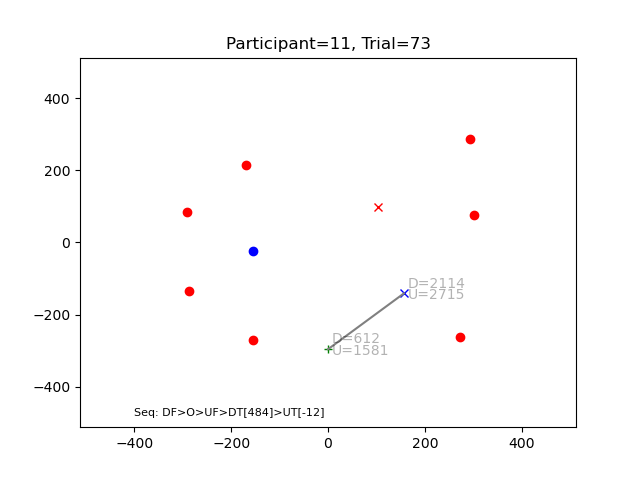 Participant=11, Trial=73
400
200
0
−200
−400
D=2114
U=2715
D=612
U=1581
Seq: DF>O>UF>DT[484]>UT[-12]
−400 −200 0 200 400